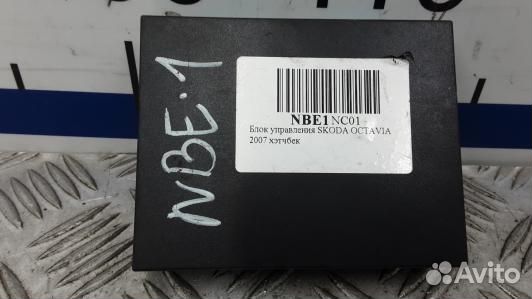 NBE.1
NBE1 NC01
Блок управления SKODA OCTAVIA
2007 хэтчбек
Avito